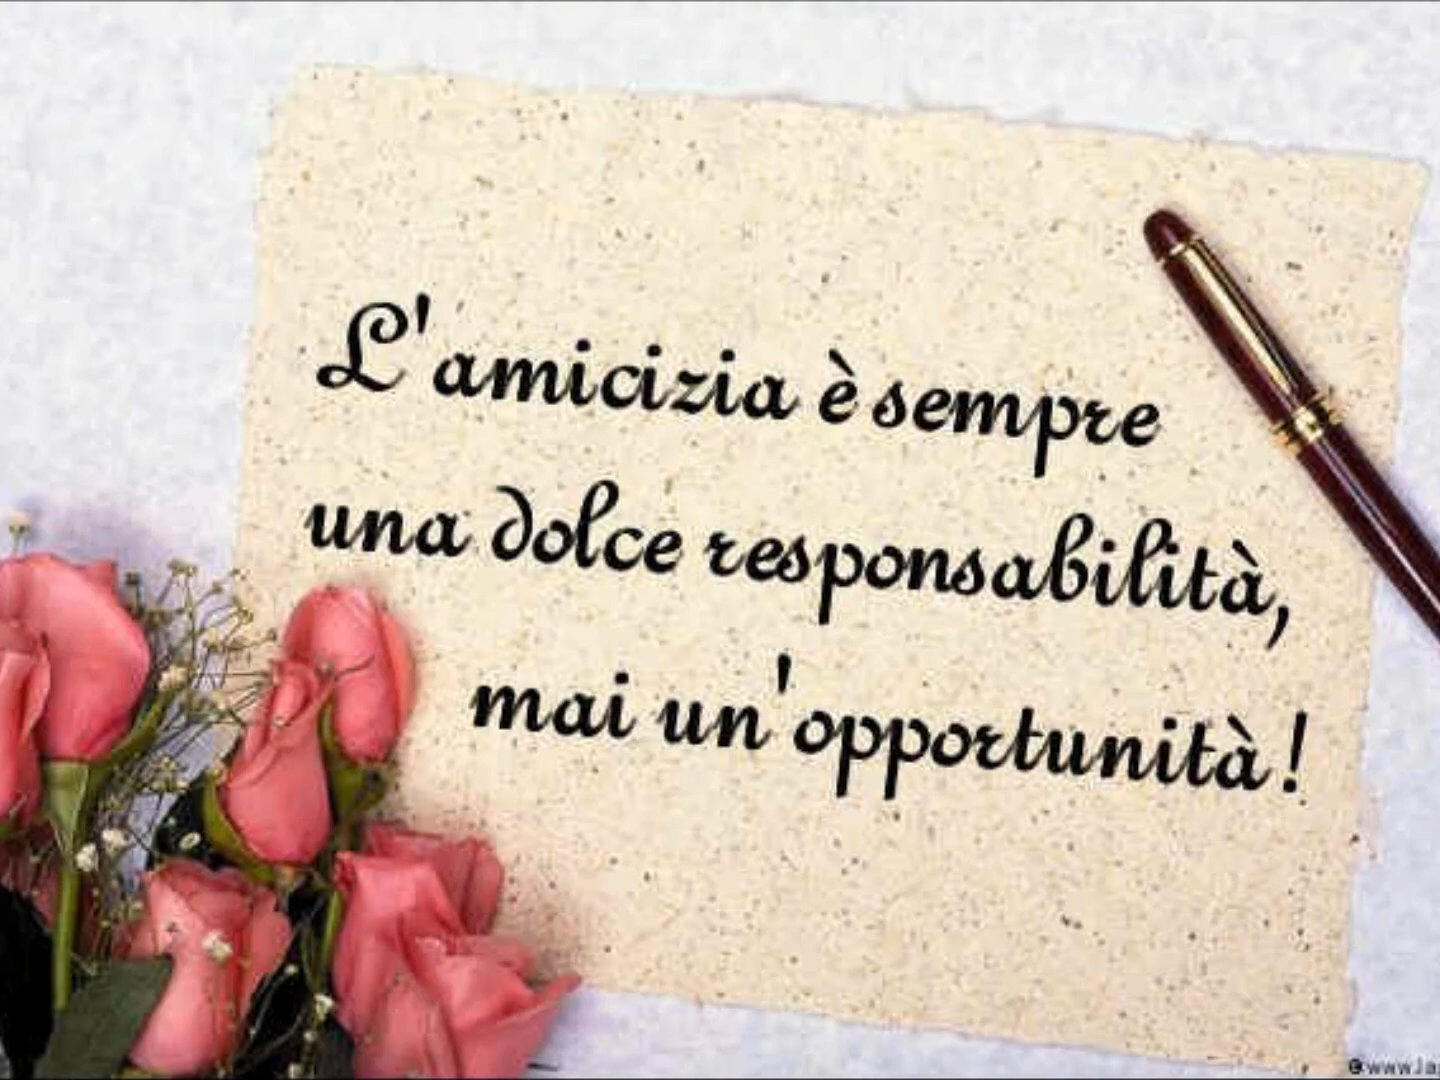 L'amicizia è sempre
una dolce responsabilità,
mai un'opportunità!